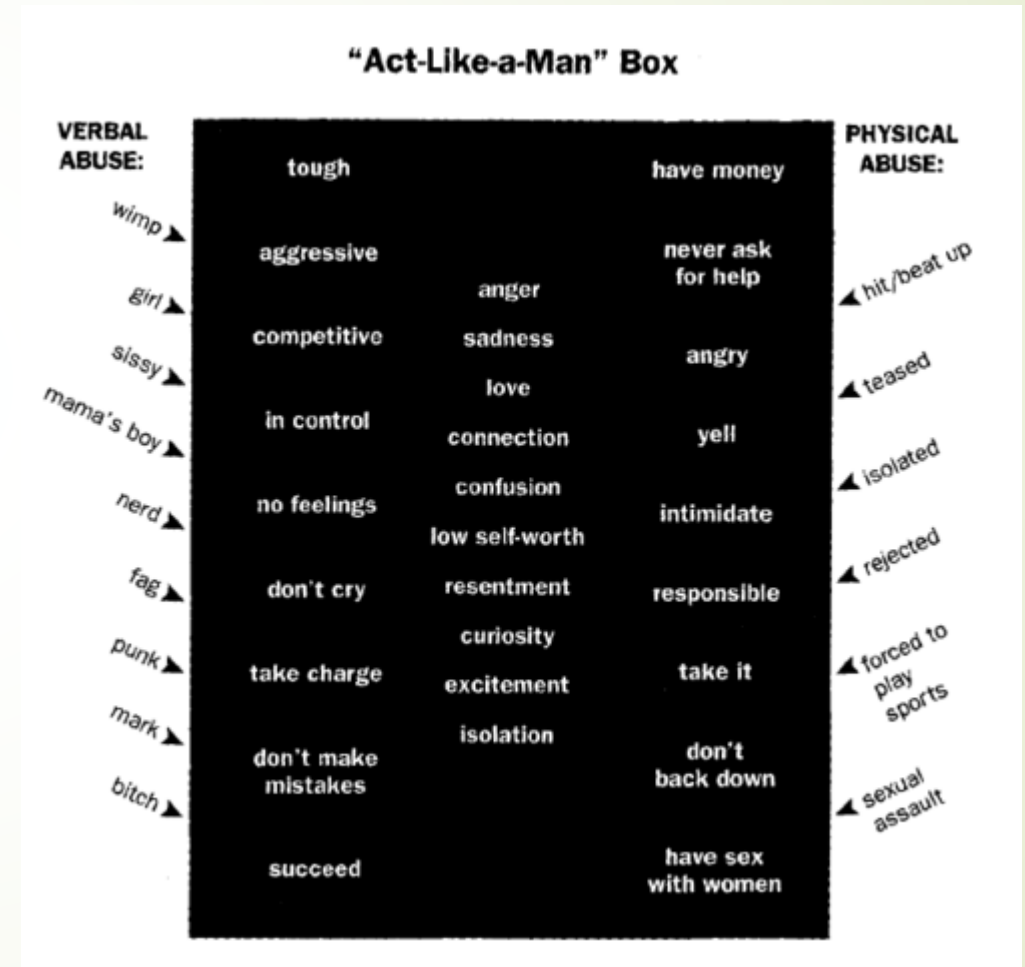 “Act-Like-a-Man” Box
VERBAL
ABUSE:
wimp
girl
sissy
mama's boy
nerd
fag
punk
mark
bitch
tough
aggressive
competitive
in control
no feelings
don't cry
take charge
don't make
mistakes
succeed
anger
sadness
love
connection
confusion
low self-worth
resentment
curiosity
excitement
isolation
have money
never ask
for help
angry
yell
intimidate
responsible
take it
don't
back down
have sex
with women
PHYSICAL
ABUSE:
hit/beat up
teased
isolated
rejected
forced to
play
sports
sexual
assault